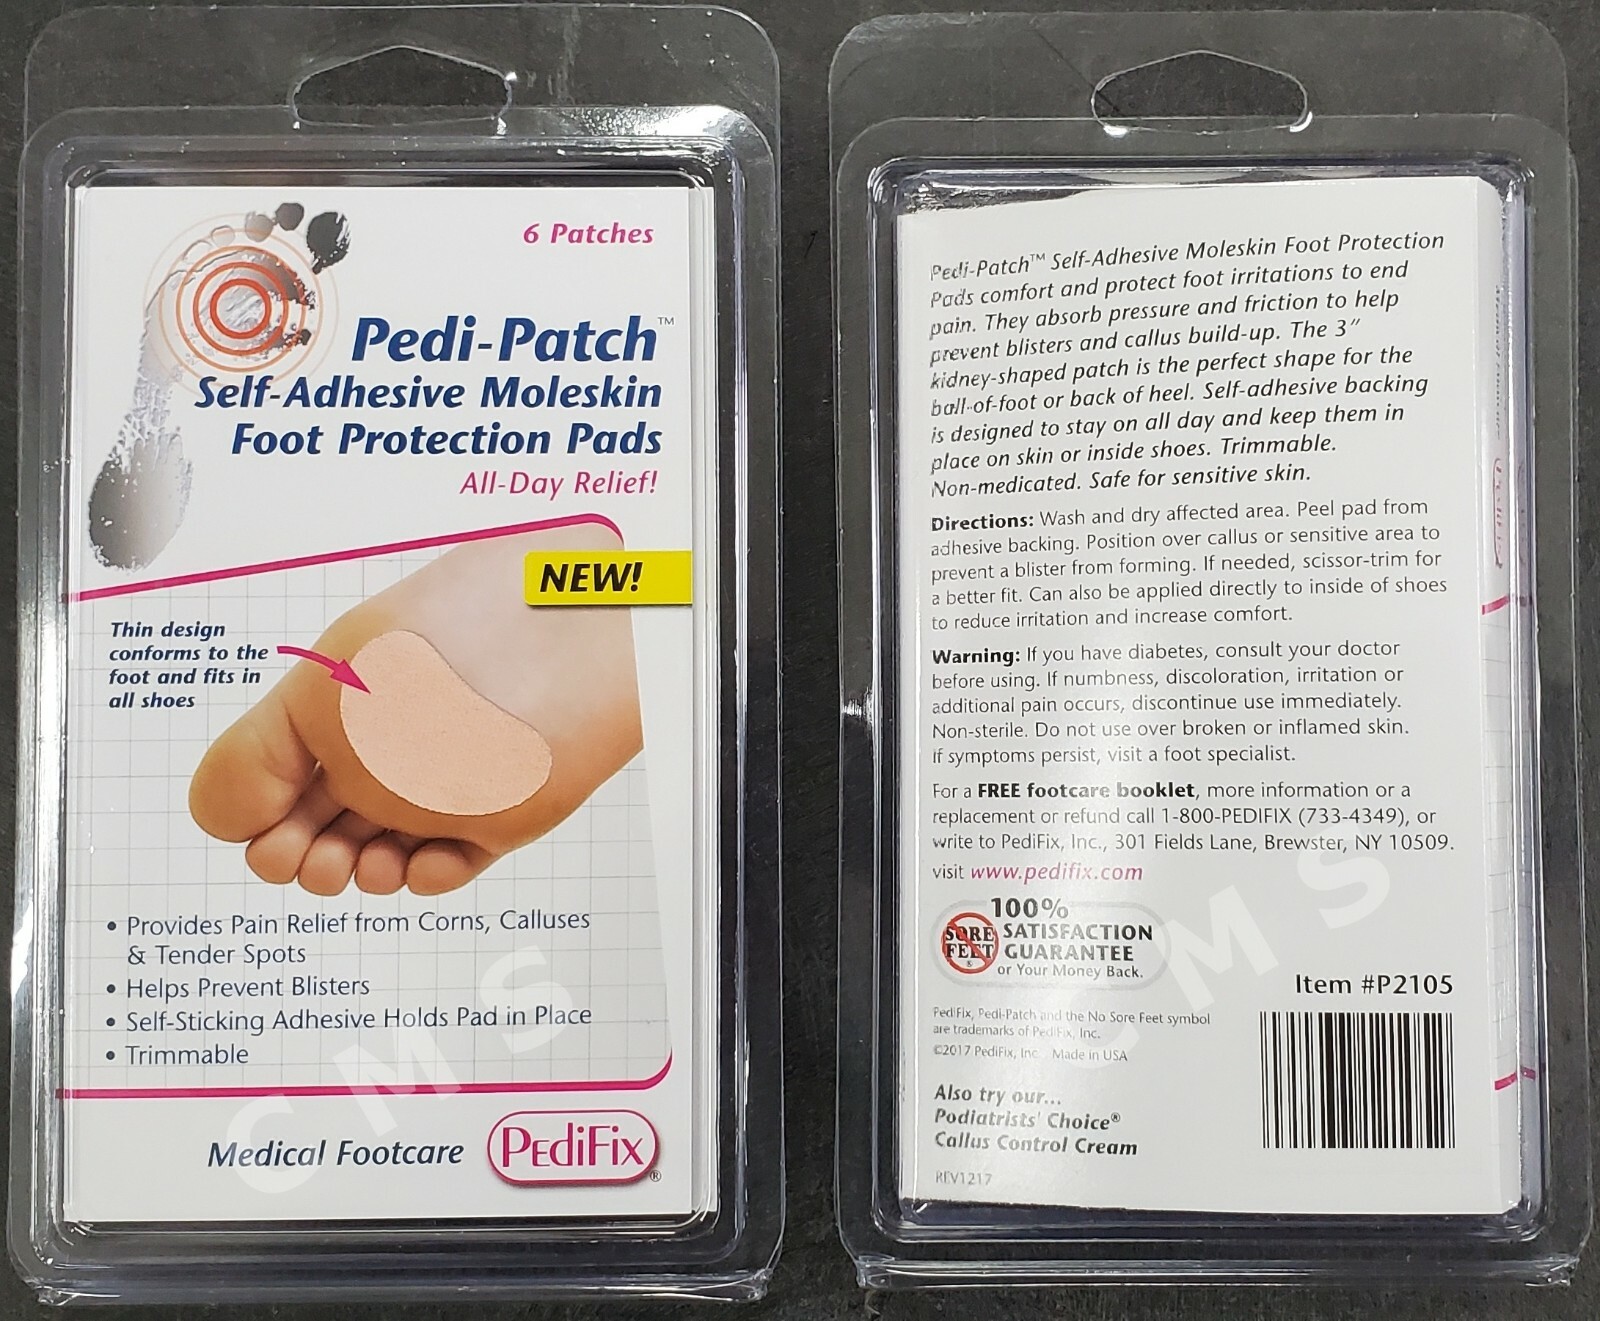 6 Patches
Pedi-Patch™
Self-Adhesive Moleskin
Foot Protection Pads
All-Day Relief!
NEW!
Thin design
conforms to the
foot and fits in
all shoes
• Provides Pain Relief from Corns, Calluses
& Tender Spots
• Helps Prevent Blisters
• Self-Sticking Adhesive Holds Pad in Place
• Trimmable
Medical Footcare PEDiFix®
CMS
Pedi-Patch™ Self-Adhesive Moleskin Foot Protection
Pads comfort and protect foot irritations to end
pain. They absorb pressure and friction to help
prevent blisters and callus build-up. The 3"
kidney-shaped patch is the perfect shape for the
ball-of-foot or back of heel. Self-adhesive backing
is designed to stay on all day and keep them in
place on skin or inside shoes. Trimmable.
Non-medicated. Safe for sensitive skin.
Directions: Wash and dry affected area. Peel pad from
adhesive backing. Position over callus or sensitive area to
prevent a blister from forming. If needed, scissor-trim for
a better fit. Can also be applied directly to inside of shoes
to reduce irritation and increase comfort.
Warning: If you have diabetes, consult your doctor
before using. If numbness, discoloration, irritation or
additional pain occurs, discontinue use immediately.
Non-sterile. Do not use over broken or inflamed skin.
If symptoms persist, visit a foot specialist.
For a FREE footcare booklet, more information or a
replacement or refund call 1-800-PEDIFIX (733-4349), or
write to PediFix, Inc., 301 Fields Lane, Brewster, NY 10509.
visit www.pedifix.com
SORE
FEET®
100%
SATISFACTION
GUARANTEE
or Your Money Back.
Item #P2105
PediFix, Pedi-Patch and the No Sore Feet symbol
are trademarks of PediFix, Inc.
©2017 PediFix, Inc. Made in USA
Also try our...
Podiatrists' Choice®
Callus Control Cream
REV1217
CMS